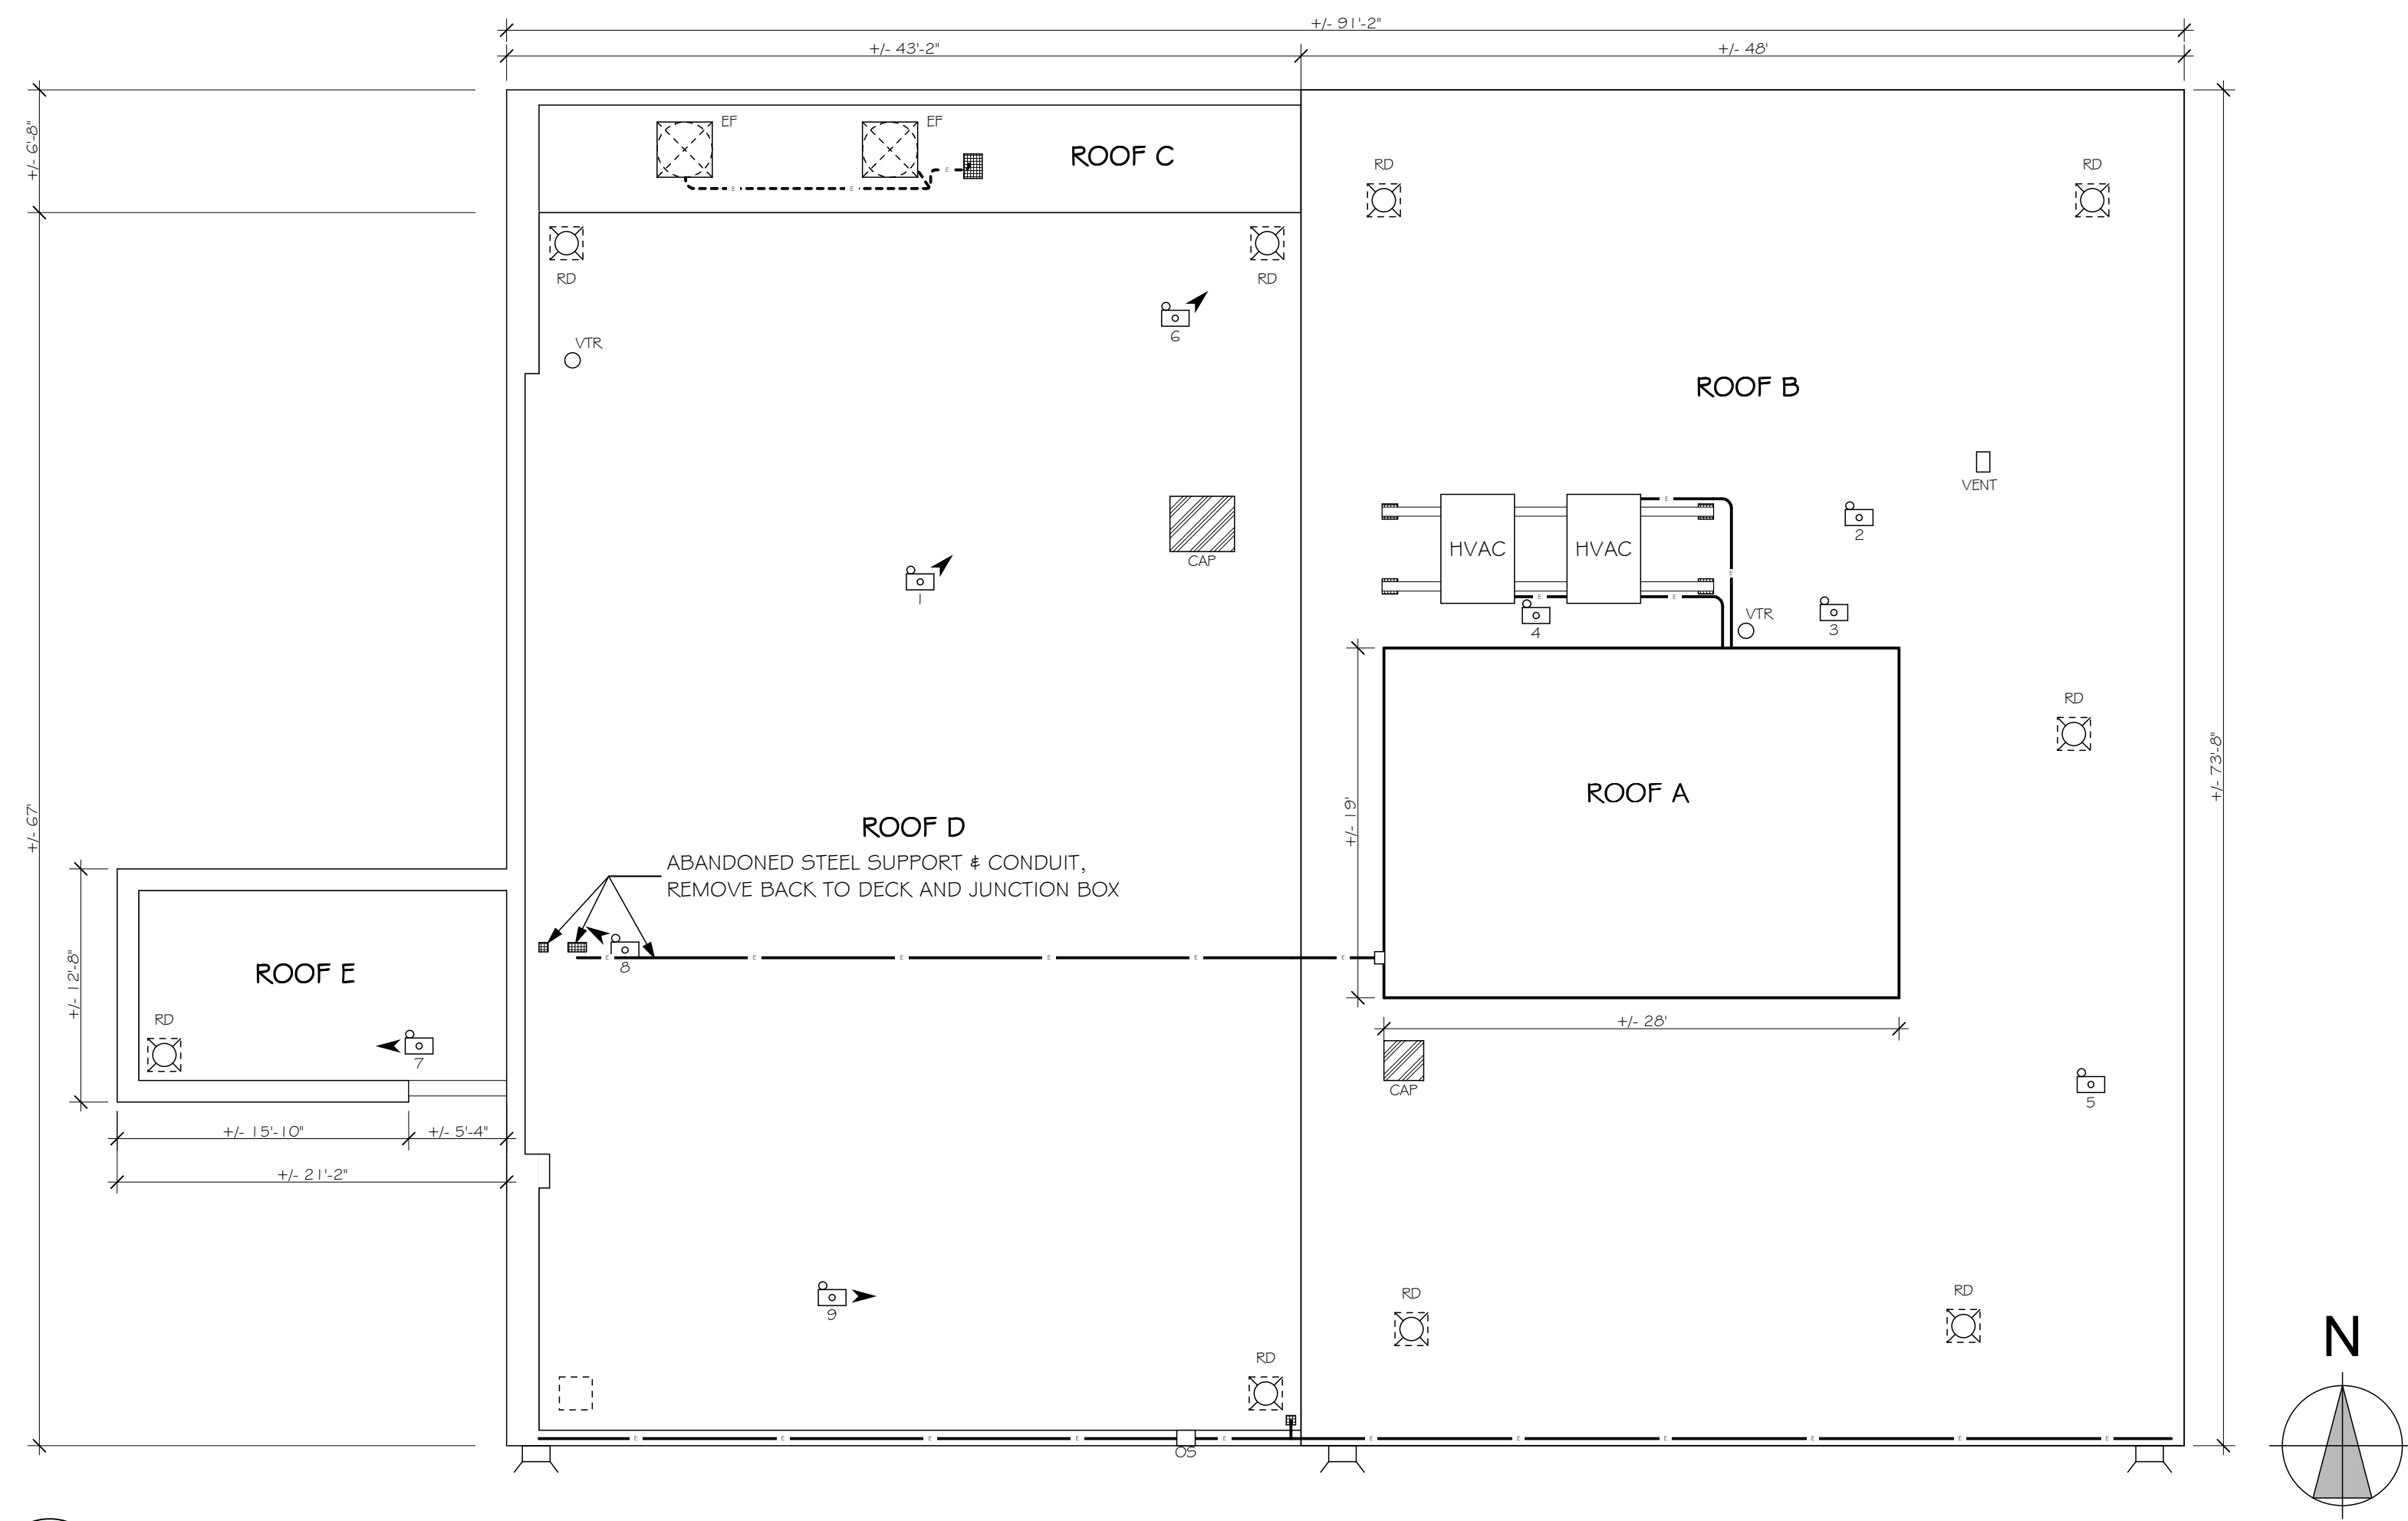 +/- 91'-2"
+/- 43'-2"
+/- 48'
+/- 6'-8"
EF
EF
ROOF C
E
E
E
RD
RD
RD
RD
6
VTR
ROOF B
VENT
E
2
HVAC
HVAC
CAP
1
E
E
E
4
VTR
3
RD
+/- 73'-8"
ROOF A
+/- 19'
+/- 67'
ROOF D
ABANDONED STEEL SUPPORT & CONDUIT,
REMOVE BACK TO DECK AND JUNCTION BOX
+/- 12'-8"
ROOF E
8
E
E
E
E
E
E
RD
7
+/- 28'
CAP
5
+/- 15'-10"
+/- 5'-4"
+/- 21'-2"
9
RD
RD
RD
N
E
E
E
E
E
E
E
E
E
E
E
OS